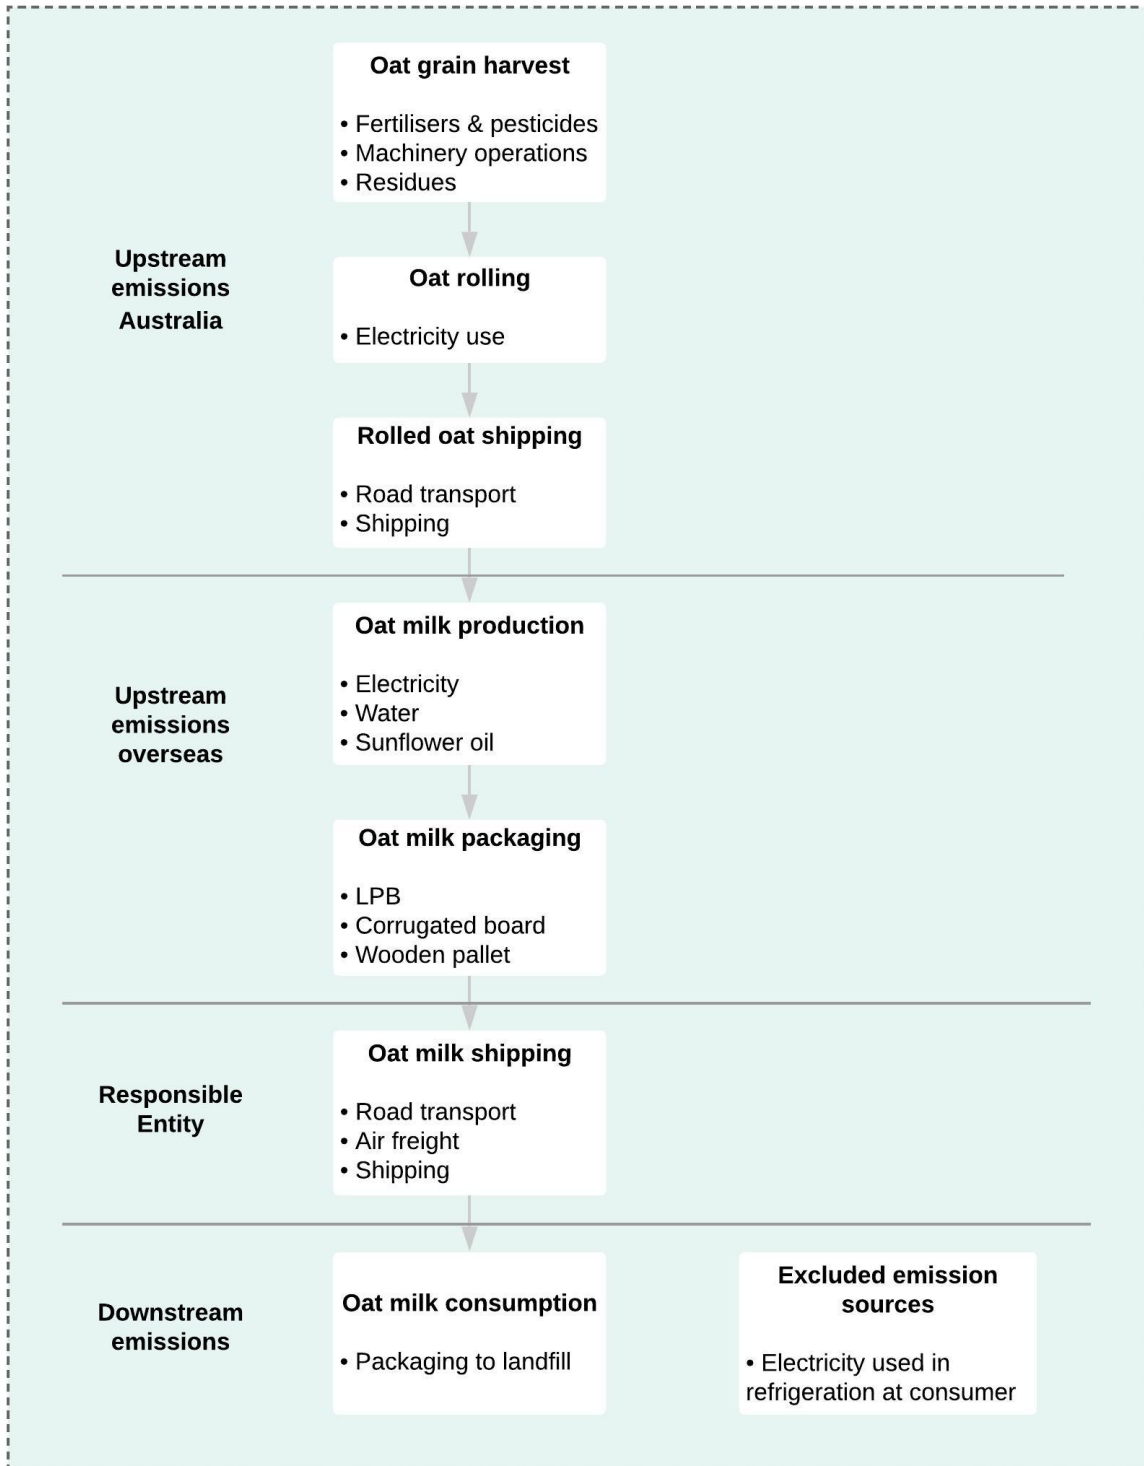 Oat grain harvest
• Fertilisers & pesticides
• Machinery operations
• Residues
Upstream
emissions
Australia
Oat rolling
• Electricity use
Rolled oat shipping
• Road transport
• Shipping
Oat milk production
• Electricity
• Water
• Sunflower oil
Upstream
emissions
overseas
Oat milk packaging
• LPB
• Corrugated board
• Wooden pallet
Oat milk shipping
• Road transport
• Air freight
• Shipping
Responsible
Entity
Downstream
emissions
Oat milk consumption
• Packaging to landfill
Excluded emission
sources
• Electricity used in
refrigeration at consumer